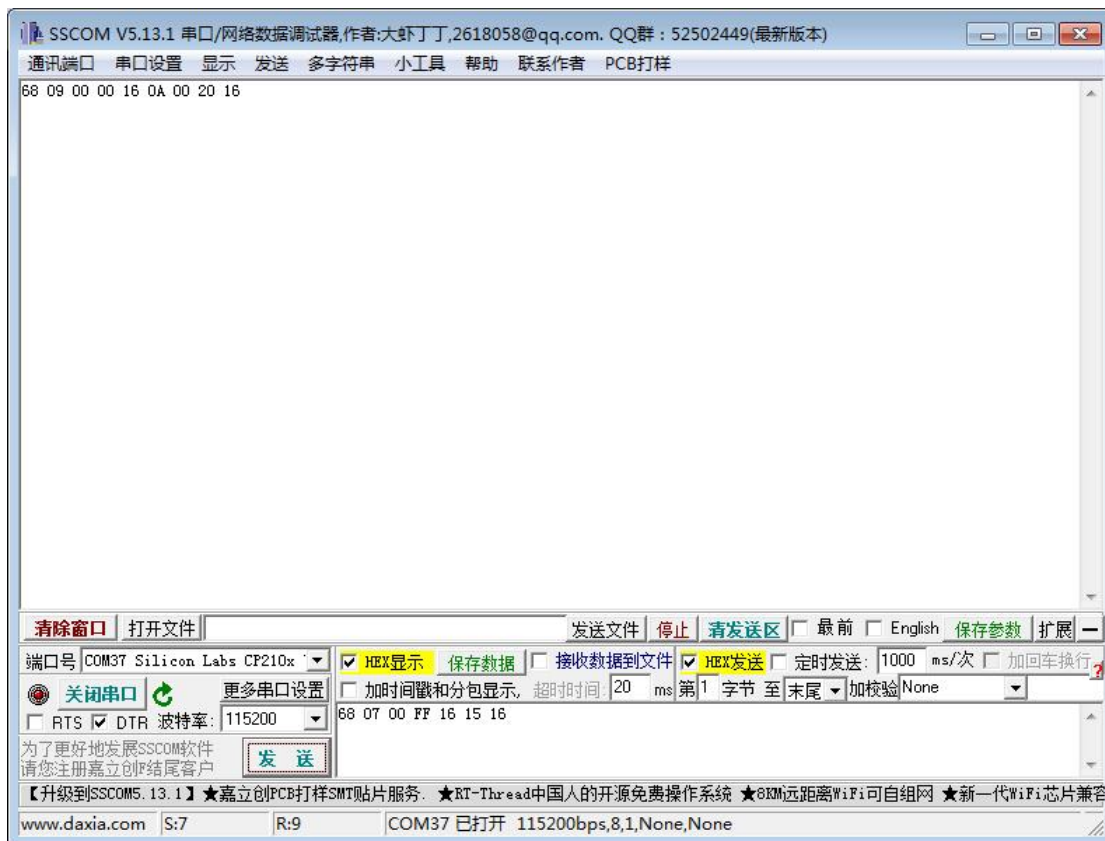 SSCOM V5.13.1 串口/网络数据调试器,作者:大虾丁丁,2618058@qq.com. QQ群：52502449(最新版本)
通讯端口 串口设置 显示 发送 多字符串 小工具 帮助 联系作者 PCB打样
68 09 00 00 16 0A 00 20 16
清除窗口 打开文件 发送文件 停止 清发送区 最前 English 保存参数 扩展 —
端口号 COM37 Silicon Labs CP210x HEX显示 保存数据 接收数据到文件 HEX发送 定时发送: 1000 ms/次 加回车换行
关闭串口 更多串口设置 加时间戳和分包显示, 超时时间: 20 ms 第 1 字节 至 末尾 加校验 None
RTS DTR 波特率: 115200 68 07 00 FF 16 15 16
为了更好地发展SSCOM软件
请您注册嘉立创F结尾客户
发 送
【升级到SSCOM5.13.1】★嘉立创PCB打样SMT贴片服务. ★RT-Thread中国人的开源免费操作系统 ★8KM远距离WiFi可自组网 ★新一代WiFi芯片兼容
www.daxia.com S:7 R:9 COM37 已打开 115200bps,8,1,None,None